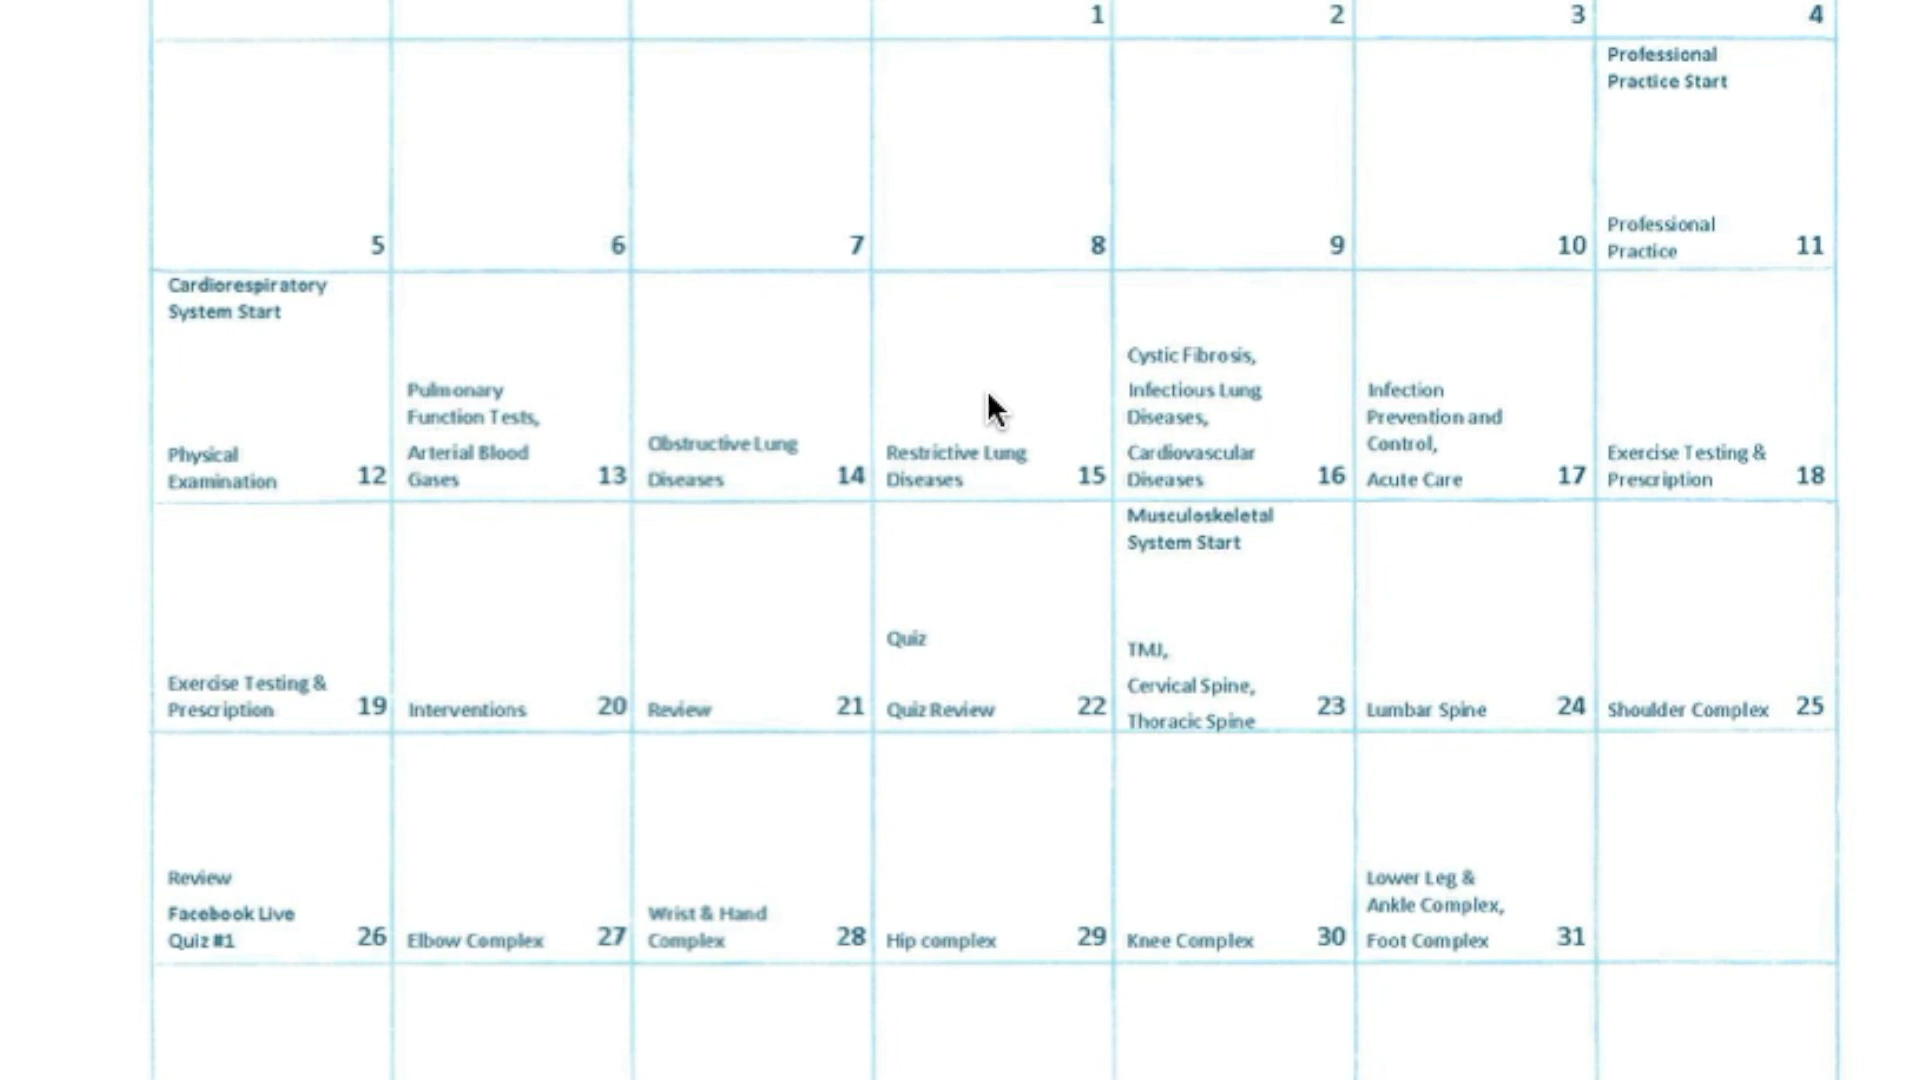 1
2
3
4
5
6
7
8
9
10
Professional
Practice Start
Professional
Practice
11
Cardiorespiratory
System Start
Physical
Examination
12
Pulmonary
Function Tests,
Arterial Blood
Gases
13
Obstructive Lung
Diseases
14
Restrictive Lung
Diseases
15
Cystic Fibrosis,
Infectious Lung
Diseases,
Cardiovascular
Diseases
16
Infection
Prevention and
Control,
Acute Care
17
Exercise Testing &
Prescription
18
Exercise Testing &
Prescription
19
Interventions
20
Review
21
Quiz
Quiz Review
22
Musculoskeletal
System Start
TMJ,
Cervical Spine,
Thoracic Spine
23
Lumbar Spine
24
Shoulder Complex
25
Review
Facebook Live
Quiz #1
26
Elbow Complex
27
Wrist & Hand
Complex
28
Hip complex
29
Knee Complex
30
Lower Leg &
Ankle Complex,
Foot Complex
31